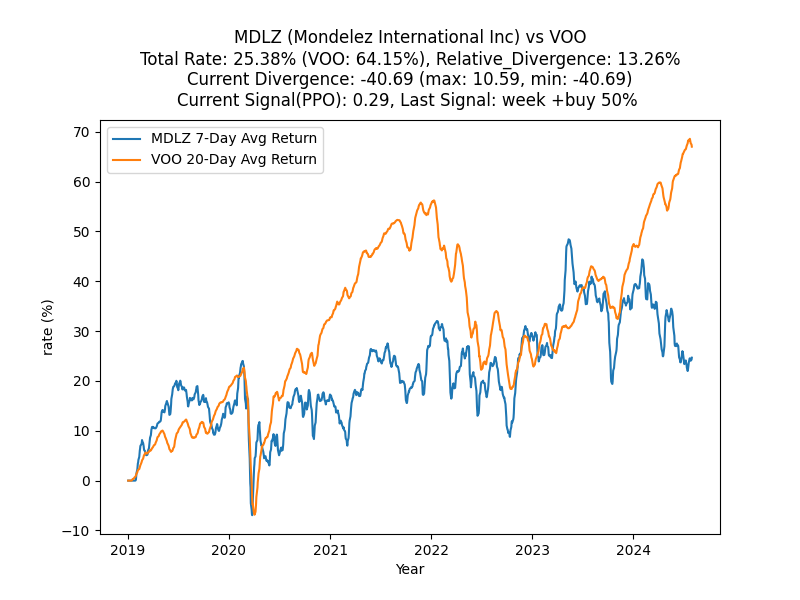 MDLZ (Mondelez International Inc) vs VOO
Total Rate: 25.38% (VOO: 64.15%), Relative_Divergence: 13.26%
Current Divergence: -40.69 (max: 10.59, min: -40.69)
Current Signal(PPO): 0.29, Last Signal: week +buy 50%
MDLZ 7-Day Avg Return
VOO 20-Day Avg Return
rate (%)
70
60
50
40
30
20
10
0
−10
2019 2020 2021 2022 2023 2024
Year